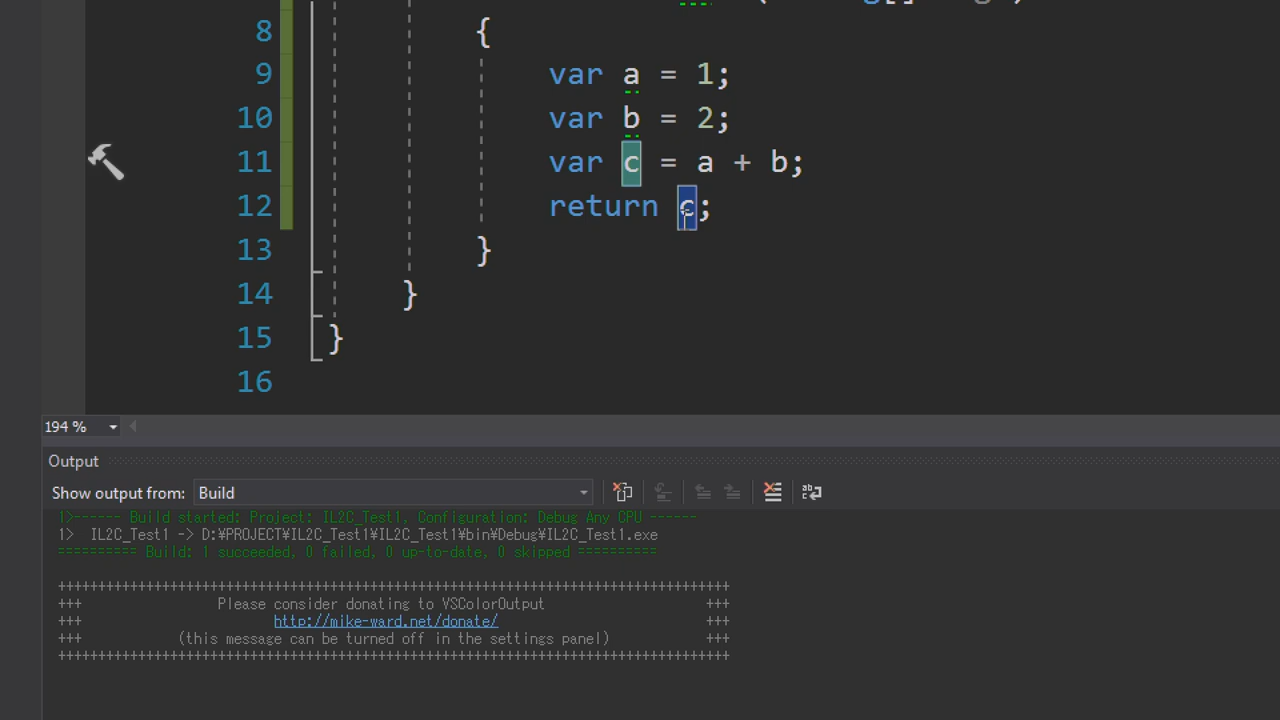 8 {
9 var a = 1;
10 var b = 2;
11 var c = a + b;
12 return c;
13 }
14 }
15 }
16
194 %
Output
Show output from: Build
1>------ Build started: Project: IL2C_Test1, Configuration: Debug Any CPU ------
1>  IL2C_Test1 -> D:¥PROJECT¥IL2C_Test1¥IL2C_Test1¥bin¥Debug¥IL2C_Test1.exe
========== Build: 1 succeeded, 0 failed, 0 up-to-date, 0 skipped ==========
+++++++++++++++++++++++++++++++++++++++++++++++++++++++++++++++++++++++++++++++++++
+++ Please consider donating to VSColorOutput +++
+++ http://mike-ward.net/donate/ +++
+++ (this message can be turned off in the settings panel) +++
+++++++++++++++++++++++++++++++++++++++++++++++++++++++++++++++++++++++++++++++++++